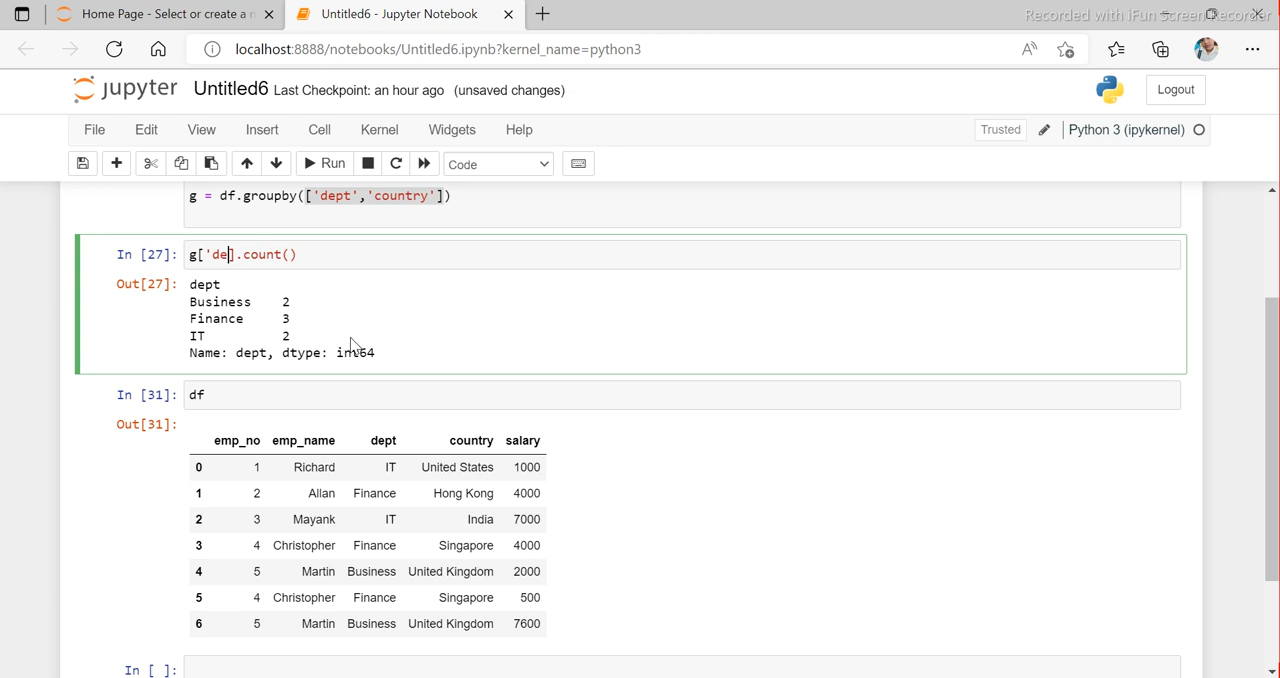 Home Page - Select or create a n
Untitled6 - Jupyter Notebook
Recorded with iFun Screen Recorder
localhost:8888/notebooks/Untitled6.ipynb?kernel_name=python3
jupyter Untitled6 Last Checkpoint: an hour ago (unsaved changes)
Logout
File Edit View Insert Cell Kernel Widgets Help
Trusted Python 3 (ipykernel)
Run Code
g = df.groupby(['dept','country'])
In [27]: g['de].count()
Out[27]: dept
Business 2
Finance 3
IT 2
Name: dept, dtype: int64
In [31]: df
Out[31]:
emp_no emp_name dept country salary
0 1 Richard IT United States 1000
1 2 Allan Finance Hong Kong 4000
2 3 Mayank IT India 7000
3 4 Christopher Finance Singapore 4000
4 5 Martin Business United Kingdom 2000
5 4 Christopher Finance Singapore 500
6 5 Martin Business United Kingdom 7600
In [ ]: